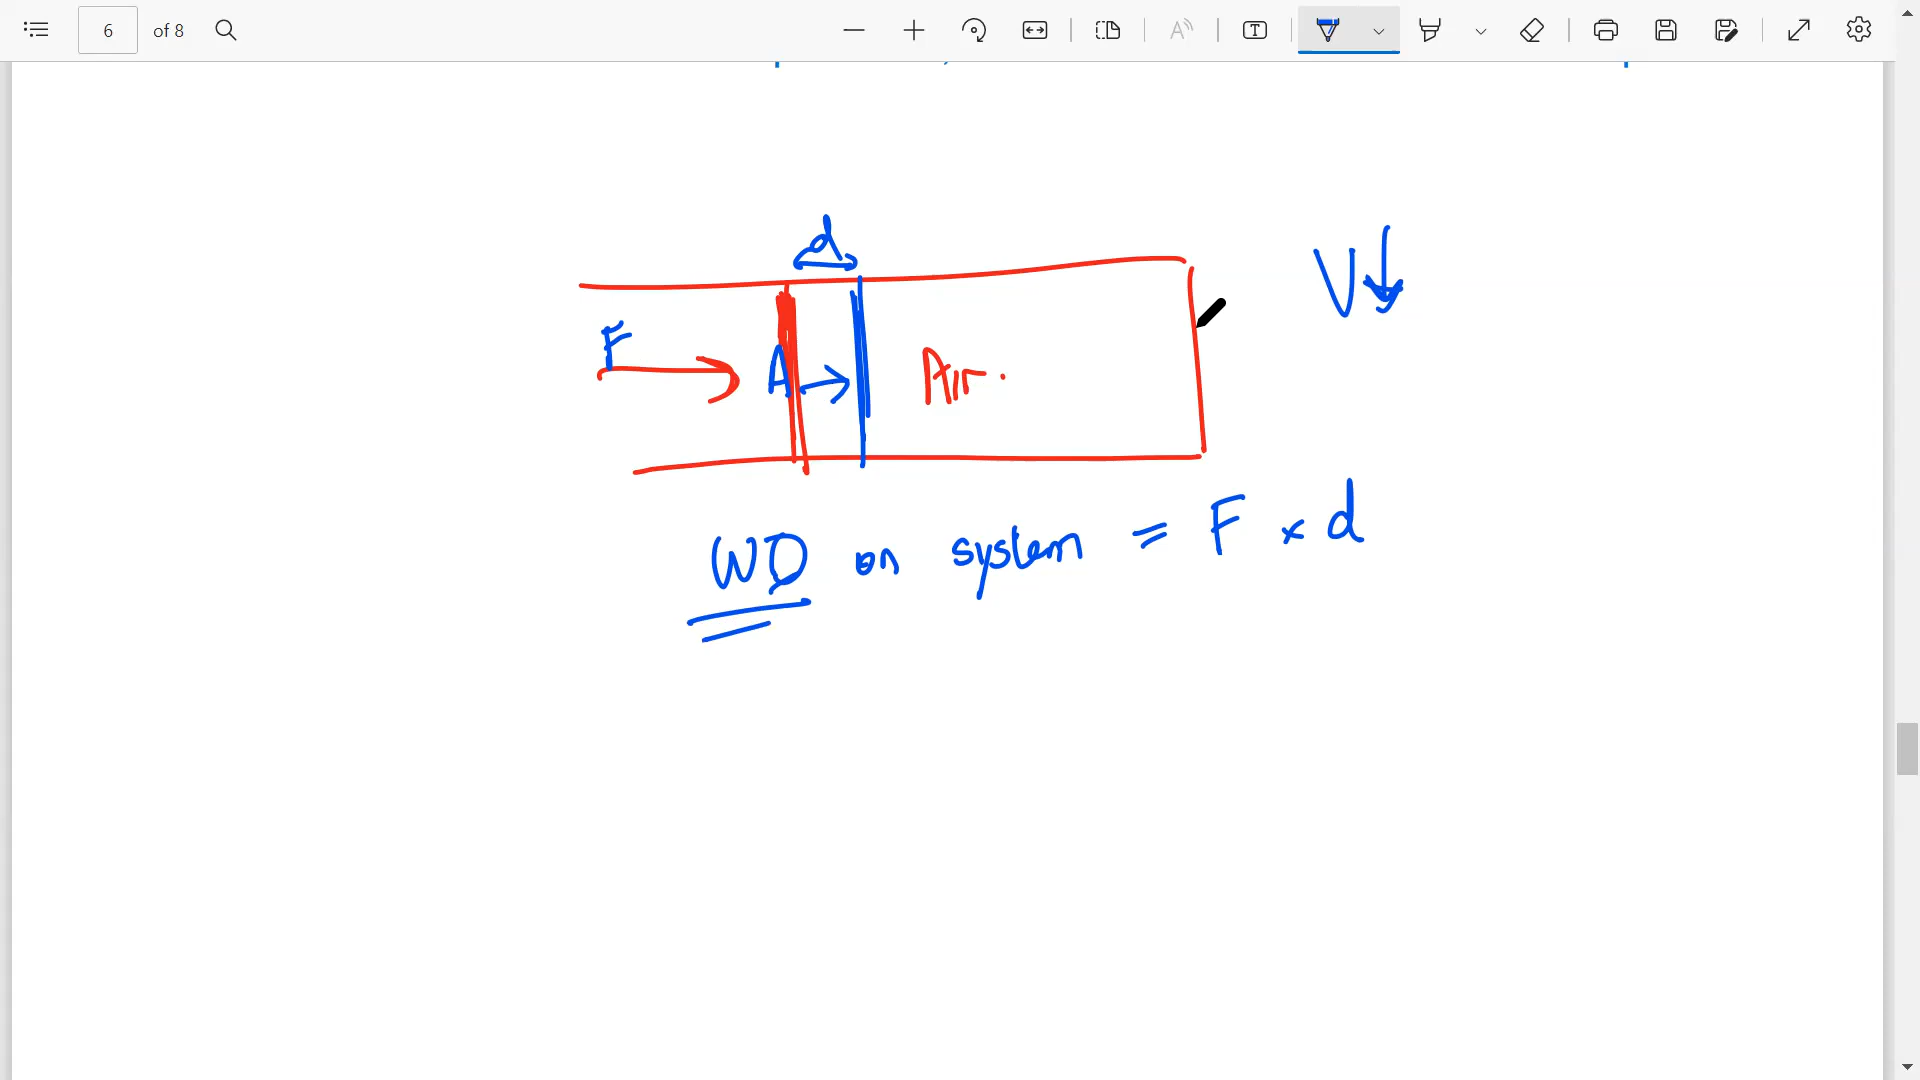 6 of 8
d
V↓
F
A
Air.
WD on system = F × d